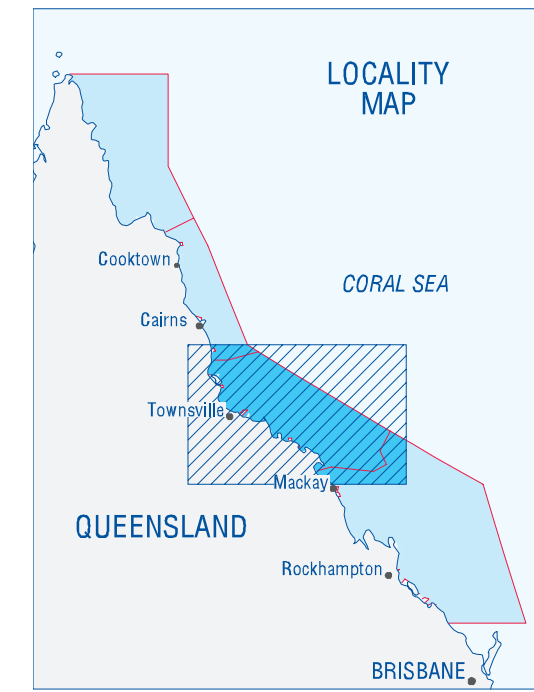 LOCALITY
MAP
Cooktown
CORAL SEA
Cairns
Townsville
Mackay
QUEENSLAND
Rockhampton
BRISBANE